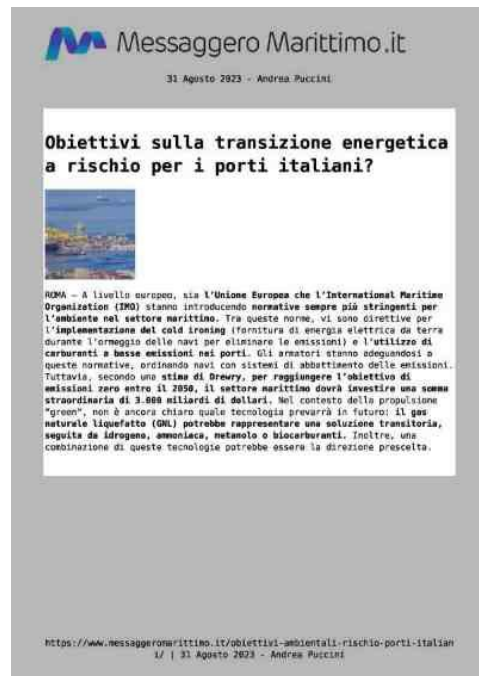 Messaggero Marittimo.it
31 Agosto 2023 - Andrea Puccini
Obiettivi sulla transizione energetica
a rischio per i porti italiani?
ROMA – A livello europeo, sia l'Unione Europea che l'International Maritime
Organization (IMO) stanno introducendo normative sempre più stringenti per
l'ambiente nel settore marittimo. Tra queste norme, vi sono direttive per
l'implementazione del cold ironing (fornitura di energia elettrica da terra
durante l'ormeggio delle navi per eliminare le emissioni) e l'utilizzo di
carburanti a basse emissioni nei porti. Gli armatori stanno adeguandosi a
queste normative, ordinando navi con sistemi di abbattimento delle emissioni.
Tuttavia, secondo una stima di Drewry, per raggiungere l'obiettivo di
emissioni zero entro il 2050, il settore marittimo dovrà investire una somma
straordinaria di 3.000 miliardi di dollari. Nel contesto della propulsione
"green", non è ancora chiaro quale tecnologia prevarrà in futuro: il gas
naturale liquefatto (GNL) potrebbe rappresentare una soluzione transitoria,
seguita da idrogeno, ammoniaca, metanolo o biocarburanti. Inoltre, una
combinazione di queste tecnologie potrebbe essere la direzione prescelta.
https://www.messaggeromarittimo.it/obiettivi-ambientali-rischio-porti-italian
i/ | 31 Agosto 2023 - Andrea Puccini